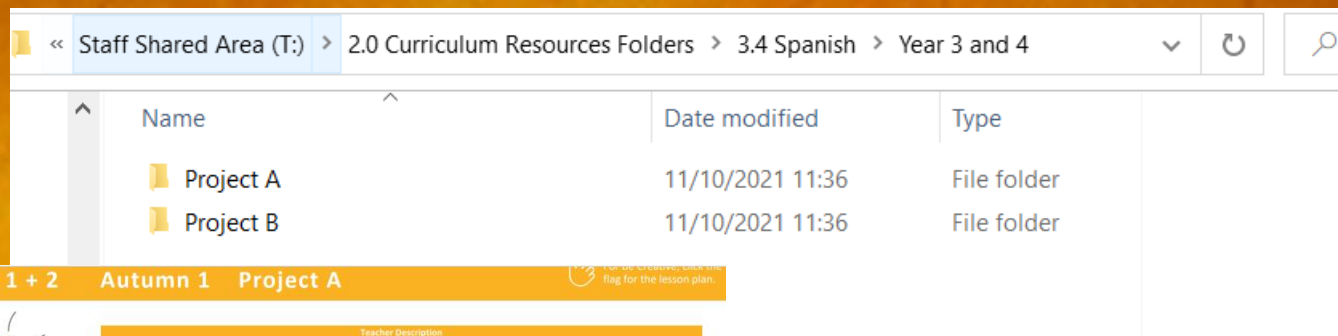 « Staff Shared Area (T:) > 2.0 Curriculum Resources Folders > 3.4 Spanish > Year 3 and 4
Name Date modified Type
Project A 11/10/2021 11:36 File folder
Project B 11/10/2021 11:36 File folder
1 + 2 Autumn 1 Project A
flag for the lesson plan.
Teacher Description